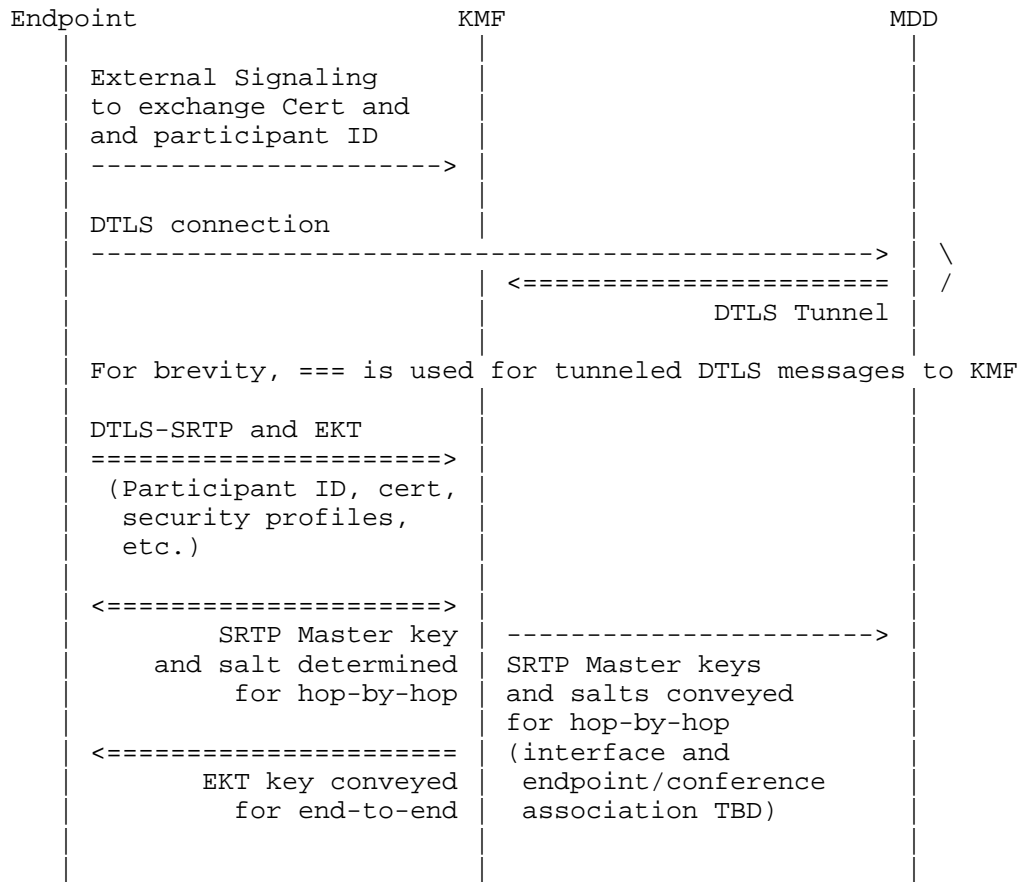 Endpoint KMF MDD
External Signaling
to exchange Cert and
and participant ID
---------------------->
DTLS connection
-------------------------------------------------> \
<======================= /
DTLS Tunnel
For brevity, === is used for tunneled DTLS messages to KMF
DTLS-SRTP and EKT
======================>
(Participant ID, cert,
security profiles,
etc.)
<=====================>
SRTP Master key ----------------------->
and salt determined SRTP Master keys
for hop-by-hop and salts conveyed
for hop-by-hop
<======================= (interface and
EKT key conveyed endpoint/conference
for end-to-end association TBD)